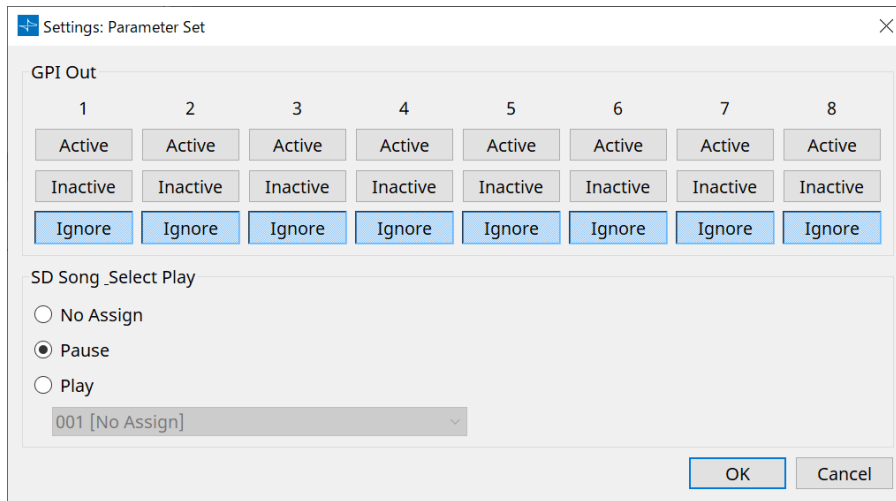 Settings: Parameter Set
GPI Out
1 2 3 4 5 6 7 8
Active Active Active Active Active Active Active Active
Inactive Inactive Inactive Inactive Inactive Inactive Inactive Inactive
Ignore Ignore Ignore Ignore Ignore Ignore Ignore Ignore
SD Song _Select Play
No Assign
Pause
Play
001 [No Assign]
OK Cancel